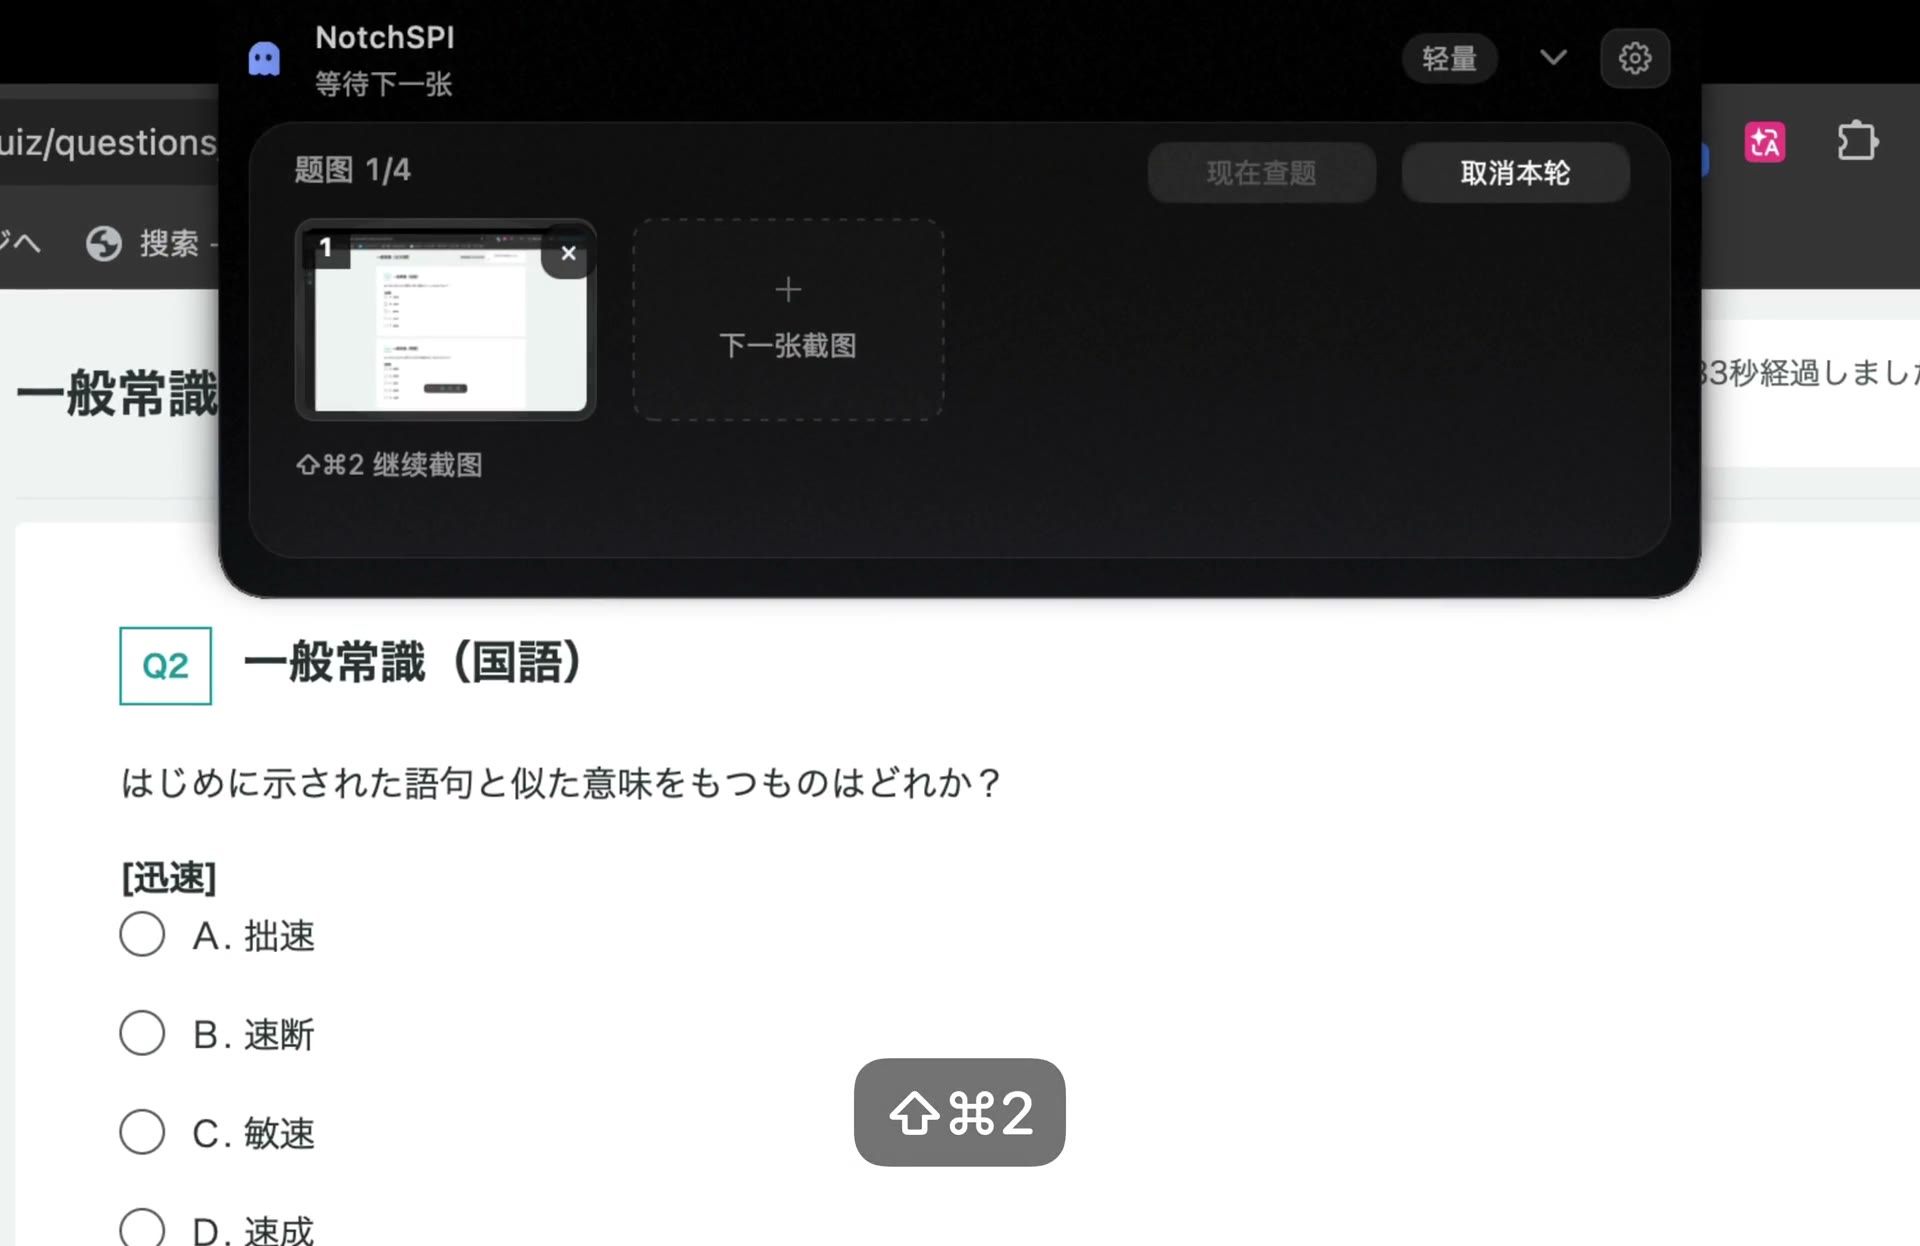 NotchSPI
等待下一张
轻量
uiz/questions
题图 1/4
现在查题
取消本轮
ジへ
搜索 -
1
下一张截图
⇧⌘2 继续截图
一般常識
33秒経過しました
Q2
一般常識（国語）
はじめに示された語句と似た意味をもつものはどれか？
[迅速]
A. 拙速
B. 速断
C. 敏速
D. 速成
⇧⌘2